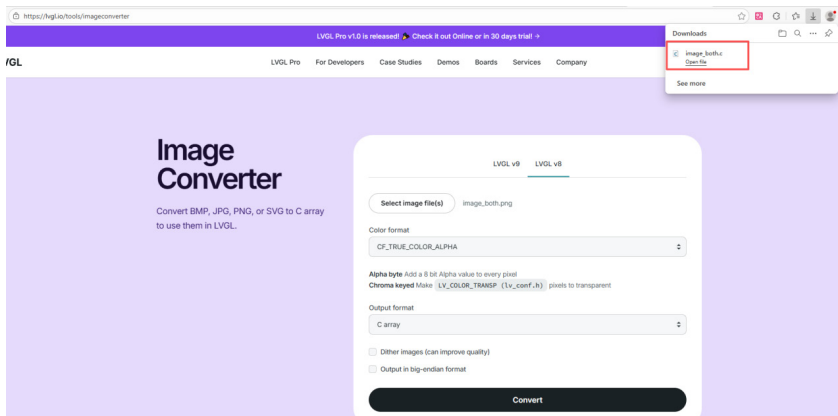 https://lvgl.io/tools/imageconverter
LVGL Pro v1.0 is released! Check it out Online or in 30 days trial! →
Downloads
image_both.c
Open file
See more
VGL
LVGL Pro For Developers Case Studies Demos Boards Services Company
Image
Converter
Convert BMP, JPG, PNG, or SVG to C array
to use them in LVGL.
LVGL v9 LVGL v8
Select image file(s) image_both.png
Color format
CF_TRUE_COLOR_ALPHA
Alpha byte Add a 8 bit Alpha value to every pixel
Chroma keyed Make LV_COLOR_TRANSP (lv_conf.h) pixels to transparent
Output format
C array
Dither images (can improve quality)
Output in big-endian format
Convert